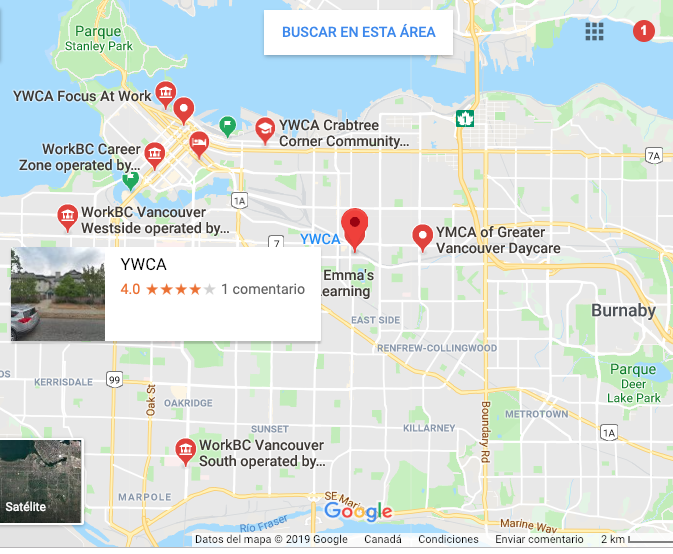 Parque
Stanley Park
BUSCAR EN ESTA ÁREA
1
YWCA Focus At Work
1
YWCA Crabtree
Corner Community...
WorkBC Career
Zone operated by...
7A
1A
WorkBC Vancouver
Westside operated by...
YWCA
7
YMCA of Greater
Vancouver Daycare
YWCA
4.0 ★★★★★ 1 comentario
Emma's
Learning
Burnaby
EAST SIDE
RENFREW-COLLINGWOOD
Parque
Deer
Lake Park
KERRISDALE
99
Oak St
OAKRIDGE
Boundary Rd
METROTOWN
SUNSET
KILLARNEY
1A
WorkBC Vancouver
South operated by...
Satélite
MARPOLE
SE Marine
Google
Río Fraser
Marine Way
Datos del mapa © 2019 Google Canadá Condiciones Enviar comentario 2 km